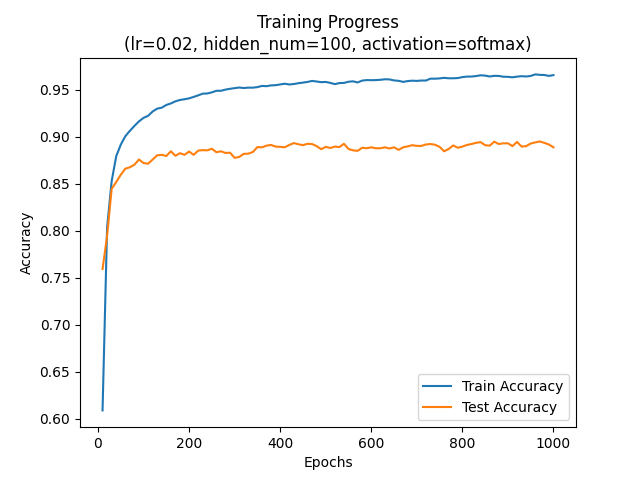 Training Progress
(lr=0.02, hidden_num=100, activation=softmax)
Accuracy
0.95
0.90
0.85
0.80
0.75
0.70
0.65
0.60
0
200
400
600
800
1000
Epochs
Train Accuracy
Test Accuracy